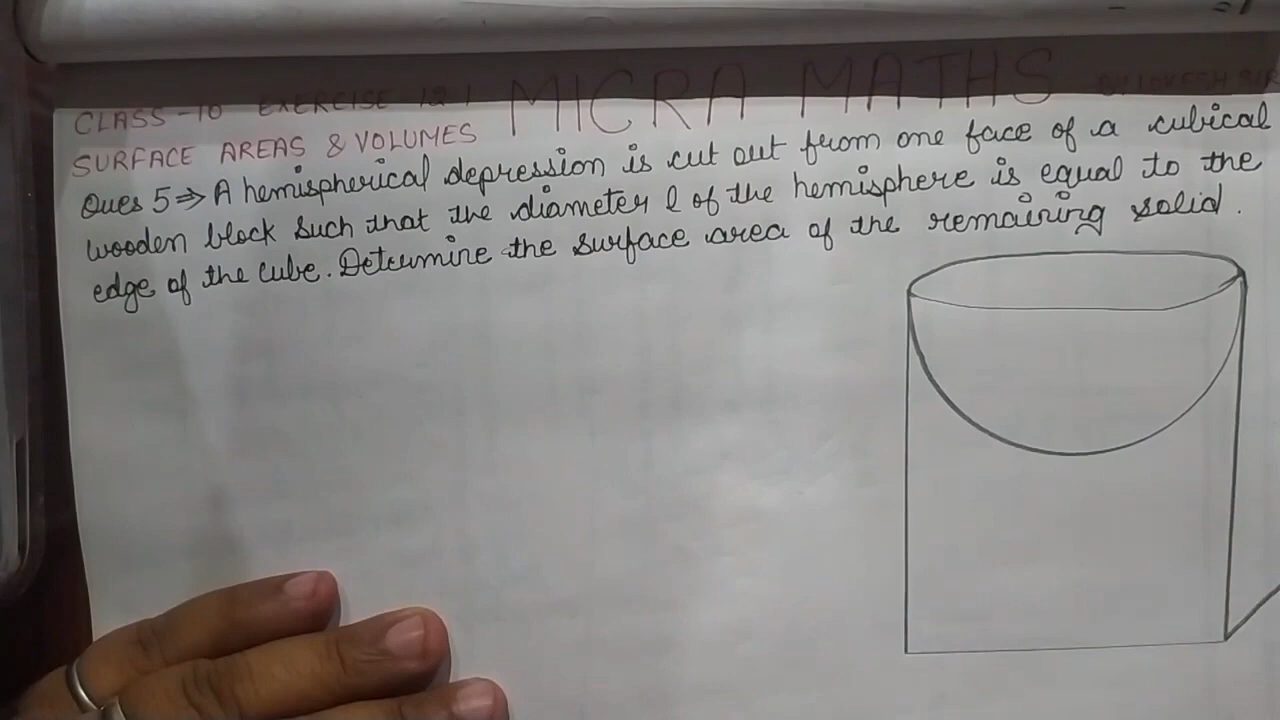 CLASS-10 EXERCISE 12.1 MICRA MATHS
SURFACE AREAS & VOLUMES
Ques 5⇒ A hemispherical depression is cut out from one face of a cubical
wooden block such that the diameter l of the hemisphere is equal to the
edge of the cube. Determine the surface area of the remaining solid.